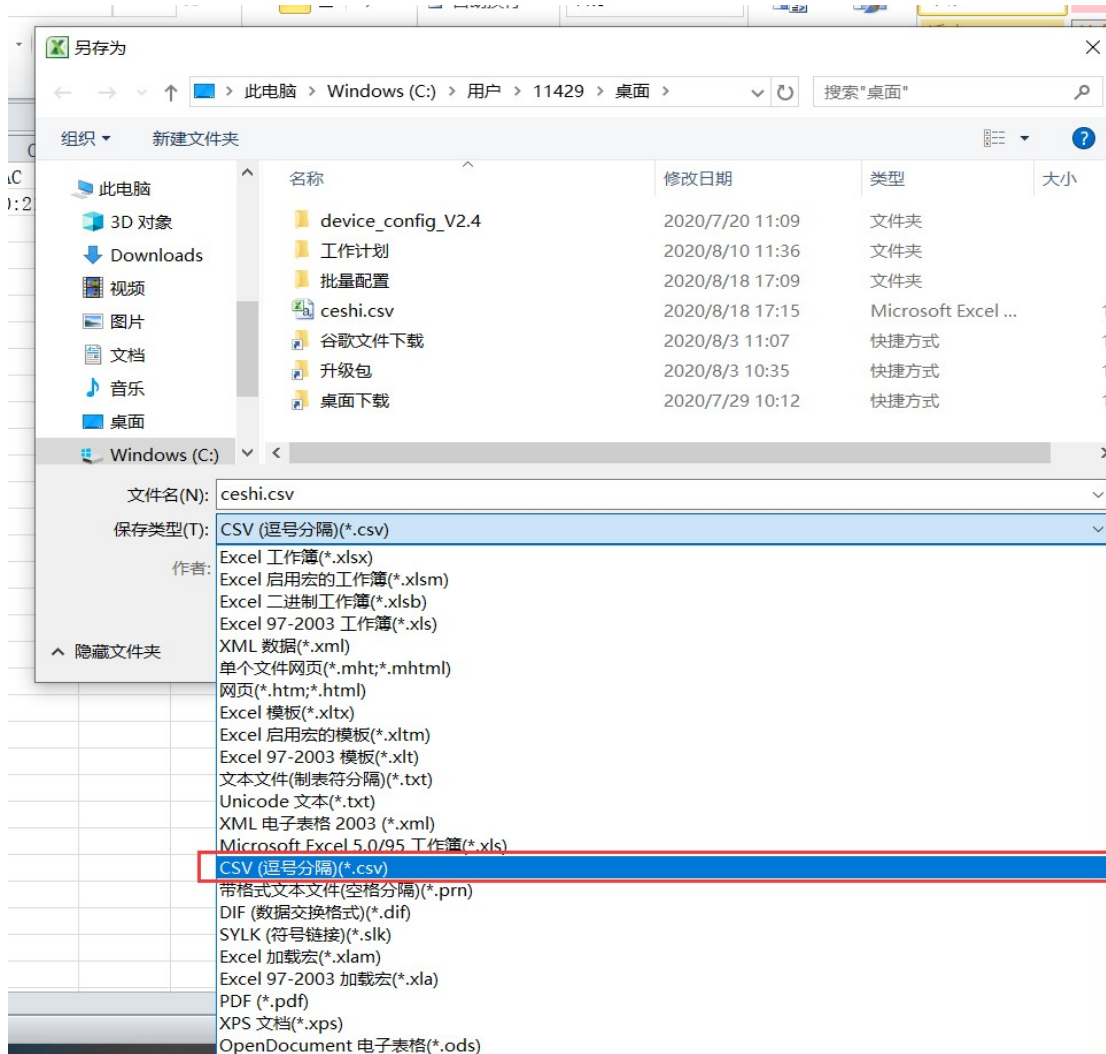 另存为
此电脑 > Windows (C:) > 用户 > 11429 > 桌面 >
搜索"桌面"
组织
新建文件夹
名称 修改日期 类型 大小
此电脑
3D 对象
Downloads
视频
图片
文档
音乐
桌面
Windows (C:)
device_config_V2.4 2020/7/20 11:09 文件夹
工作计划 2020/8/10 11:36 文件夹
批量配置 2020/8/18 17:09 文件夹
ceshi.csv 2020/8/18 17:15 Microsoft Excel ...
谷歌文件下载 2020/8/3 11:07 快捷方式
升级包 2020/8/3 10:35 快捷方式
桌面下载 2020/7/29 10:12 快捷方式
文件名(N): ceshi.csv
保存类型(T): CSV (逗号分隔)(*.csv)
作者:
隐藏文件夹
Excel 工作簿(*.xlsx)
Excel 启用宏的工作簿(*.xlsm)
Excel 二进制工作簿(*.xlsb)
Excel 97-2003 工作簿(*.xls)
XML 数据(*.xml)
单个文件网页(*.mht;*.mhtml)
网页(*.htm;*.html)
Excel 模板(*.xltx)
Excel 启用宏的模板(*.xltm)
Excel 97-2003 模板(*.xlt)
文本文件(制表符分隔)(*.txt)
Unicode 文本(*.txt)
XML 电子表格 2003 (*.xml)
Microsoft Excel 5.0/95 工作簿(*.xls)
CSV (逗号分隔)(*.csv)
带格式文本文件(空格分隔)(*.prn)
DIF (数据交换格式)(*.dif)
SYLK (符号链接)(*.slk)
Excel 加载宏(*.xlam)
Excel 97-2003 加载宏(*.xla)
PDF (*.pdf)
XPS 文档(*.xps)
OpenDocument 电子表格(*.ods)